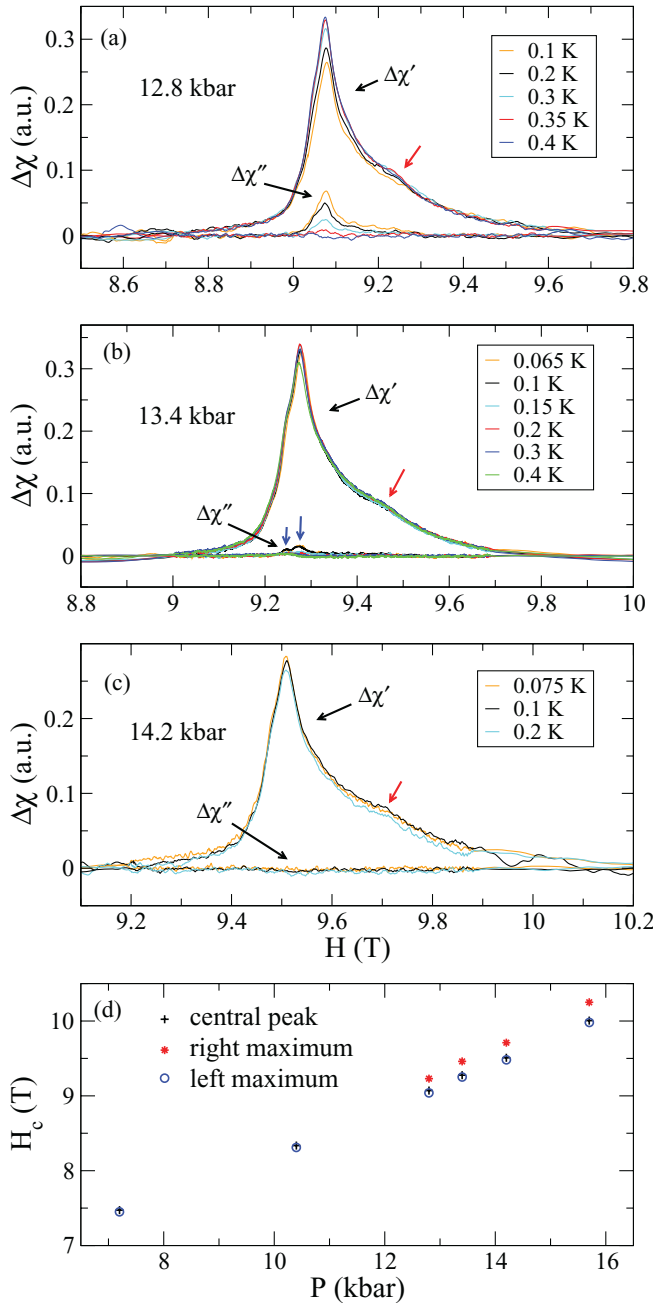 (a)
12.8 kbar
Δχ′
Δχ″
0.1 K
0.2 K
0.3 K
0.35 K
0.4 K
Δχ (a.u.)
0.3
0.2
0.1
0
8.6 8.8 9 9.2 9.4 9.6 9.8
(b)
13.4 kbar
Δχ′
Δχ″
0.065 K
0.1 K
0.15 K
0.2 K
0.3 K
0.4 K
Δχ (a.u.)
0.3
0.2
0.1
0
8.8 9 9.2 9.4 9.6 9.8 10
(c)
14.2 kbar
Δχ′
Δχ″
0.075 K
0.1 K
0.2 K
Δχ (a.u.)
0.2
0.1
0
9.2 9.4 9.6 9.8 10 10.2
H (T)
(d)
central peak
right maximum
left maximum
H_c (T)
10
9
8
7
8 10 12 14 16
P (kbar)